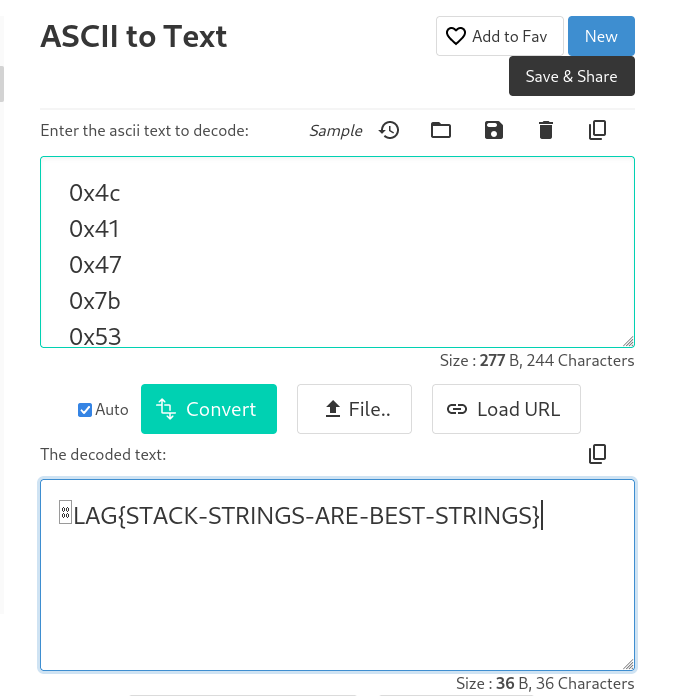 ASCII to Text
Add to Fav
New
Save & Share
Enter the ascii text to decode:
Sample
0x4c
0x41
0x47
0x7b
0x53
Size : 277 B, 244 Characters
Auto
Convert
File..
Load URL
The decoded text:
LAG{STACK-STRINGS-ARE-BEST-STRINGS}
Size : 36 B, 36 Characters